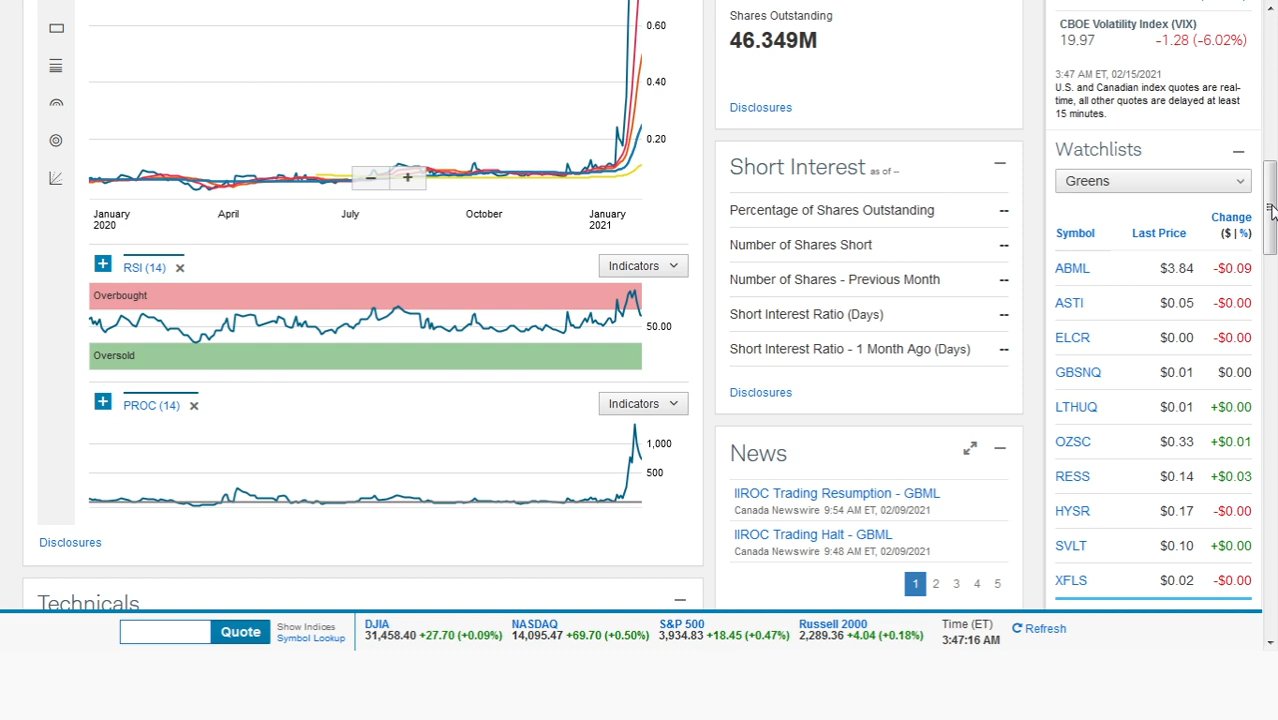 0.60
0.40
0.20
January 2020
April
July
October
January 2021
RSI (14)
Indicators
Overbought
50.00
Oversold
PROC (14)
Indicators
1,000
500
Disclosures
Technicals
Shares Outstanding
46.349M
Disclosures
Short Interest as of --
Percentage of Shares Outstanding --
Number of Shares Short --
Number of Shares - Previous Month --
Short Interest Ratio (Days) --
Short Interest Ratio - 1 Month Ago (Days) --
Disclosures
News
IIROC Trading Resumption - GBML
Canada Newswire 9:54 AM ET, 02/09/2021
IIROC Trading Halt - GBML
Canada Newswire 9:48 AM ET, 02/09/2021
1 2 3 4 5
CBOE Volatility Index (VIX)
19.97 -1.28 (-6.02%)
3:47 AM ET, 02/15/2021
U.S. and Canadian index quotes are real-
time, all other quotes are delayed at least
15 minutes.
Watchlists
Greens
Change
Symbol Last Price ($ | %)
ABML $3.84 -$0.09
ASTI $0.05 -$0.00
ELCR $0.00 -$0.00
GBSNQ $0.01 $0.00
LTHUQ $0.01 +$0.00
OZSC $0.33 +$0.01
RESS $0.14 +$0.03
HYSR $0.17 -$0.00
SVLT $0.10 +$0.00
XFLS $0.02 -$0.00
Quote
Show Indices
Symbol Lookup
DJIA
31,458.40 +27.70 (+0.09%)
NASDAQ
14,095.47 +69.70 (+0.50%)
S&P 500
3,934.83 +18.45 (+0.47%)
Russell 2000
2,289.36 +4.04 (+0.18%)
Time (ET)
3:47:16 AM
Refresh